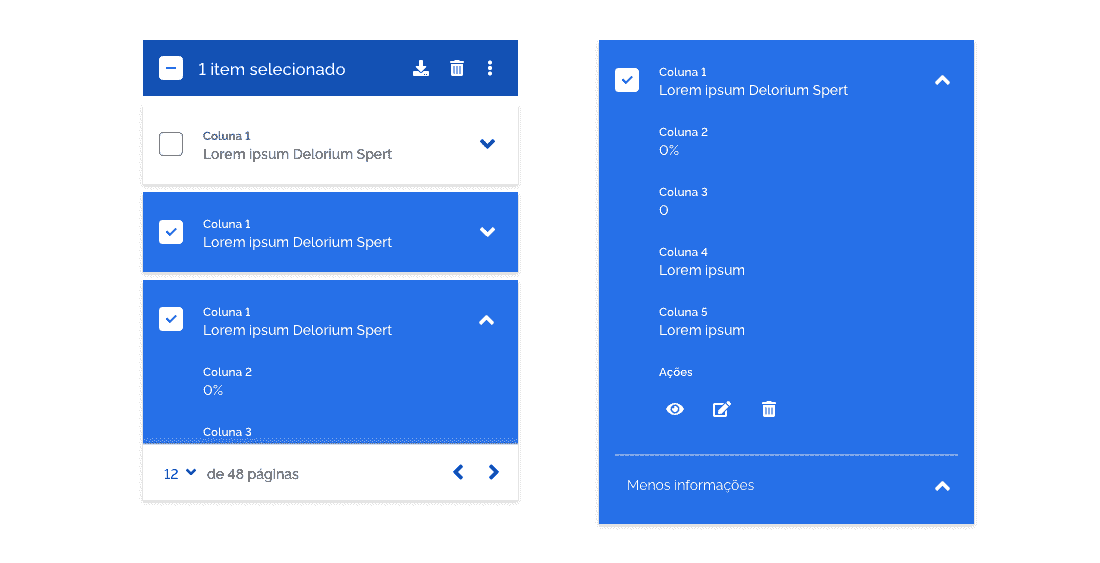 1 item selecionado
Coluna 1
Lorem ipsum Delorium Spert
Coluna 1
Lorem ipsum Delorium Spert
Coluna 1
Lorem ipsum Delorium Spert
Coluna 2
0%
Coluna 3
12 de 48 páginas
Coluna 1
Lorem ipsum Delorium Spert
Coluna 2
0%
Coluna 3
0
Coluna 4
Lorem ipsum
Coluna 5
Lorem ipsum
Ações
Menos informações